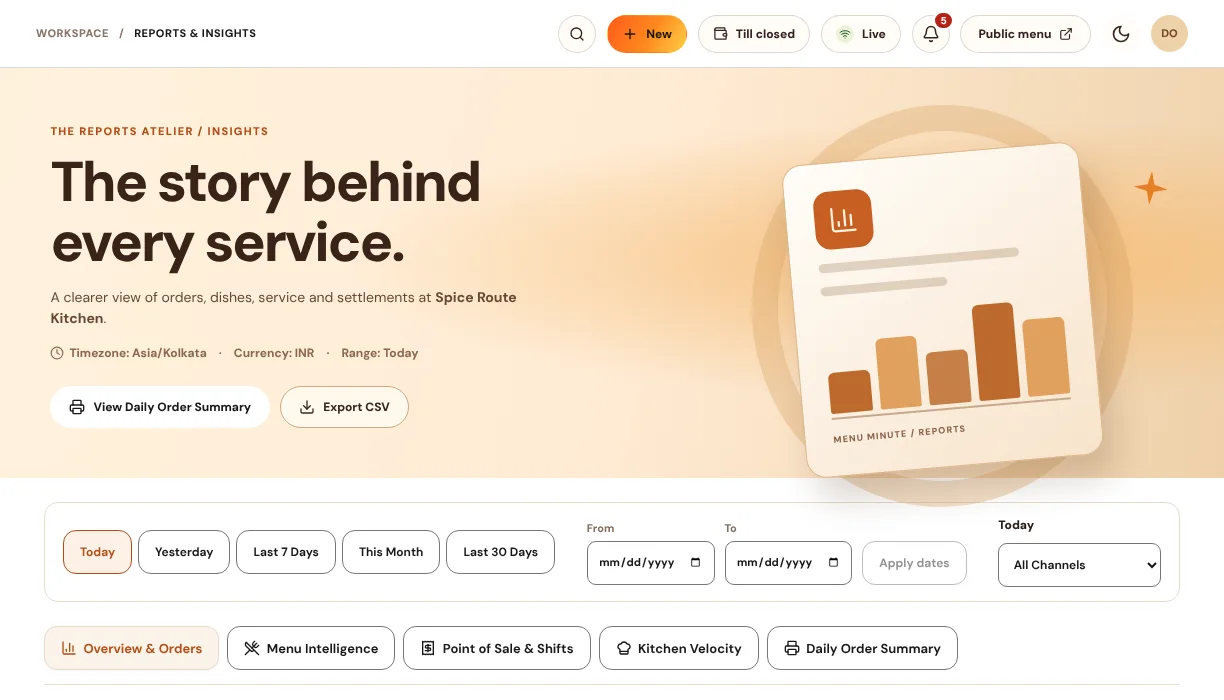 WORKSPACE / REPORTS & INSIGHTS
New
Till closed
Live
5
Public menu
DO
THE REPORTS ATELIER / INSIGHTS
The story behind
every service.
A clearer view of orders, dishes, service and settlements at Spice Route
Kitchen.
Timezone: Asia/Kolkata · Currency: INR · Range: Today
View Daily Order Summary
Export CSV
MENU MINUTE / REPORTS
Today
Yesterday
Last 7 Days
This Month
Last 30 Days
From
mm/dd/yyyy
To
mm/dd/yyyy
Apply dates
Today
All Channels
Overview & Orders
Menu Intelligence
Point of Sale & Shifts
Kitchen Velocity
Daily Order Summary